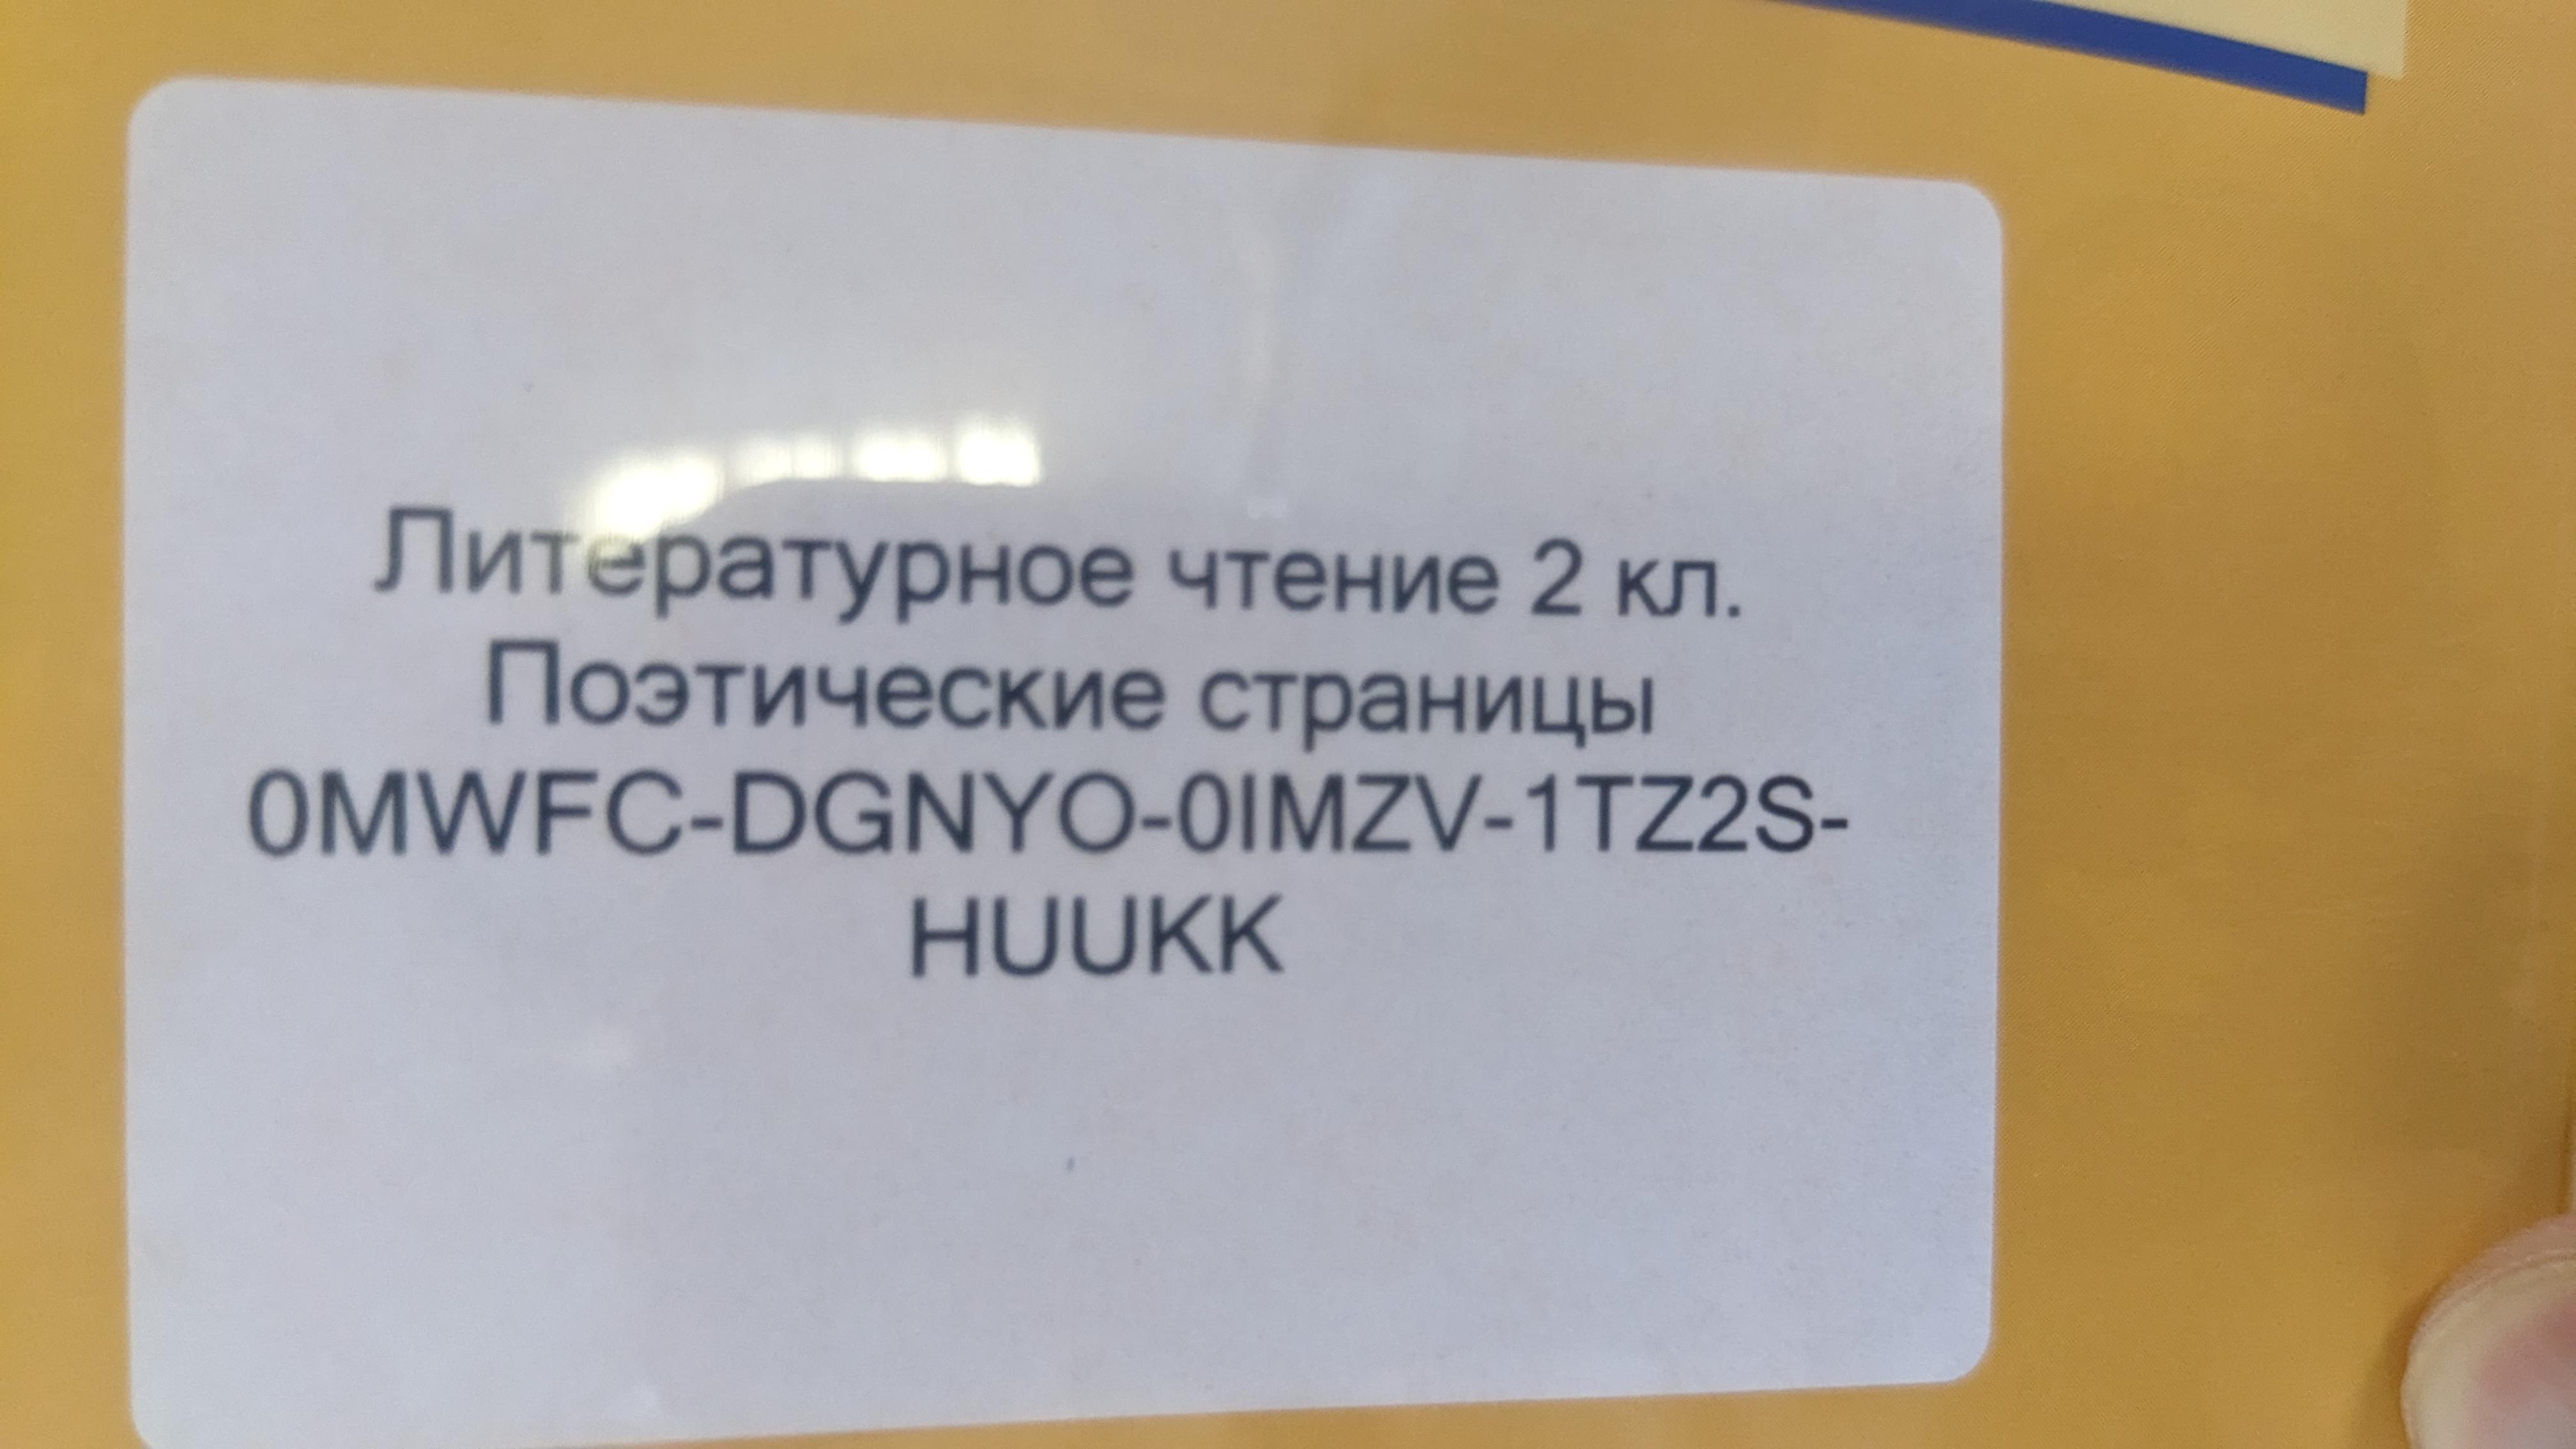 Литературное чтение 2 кл.
Поэтические страницы
0MWFC-DGNYO-0IMZV-1TZ2S-
HUUKK